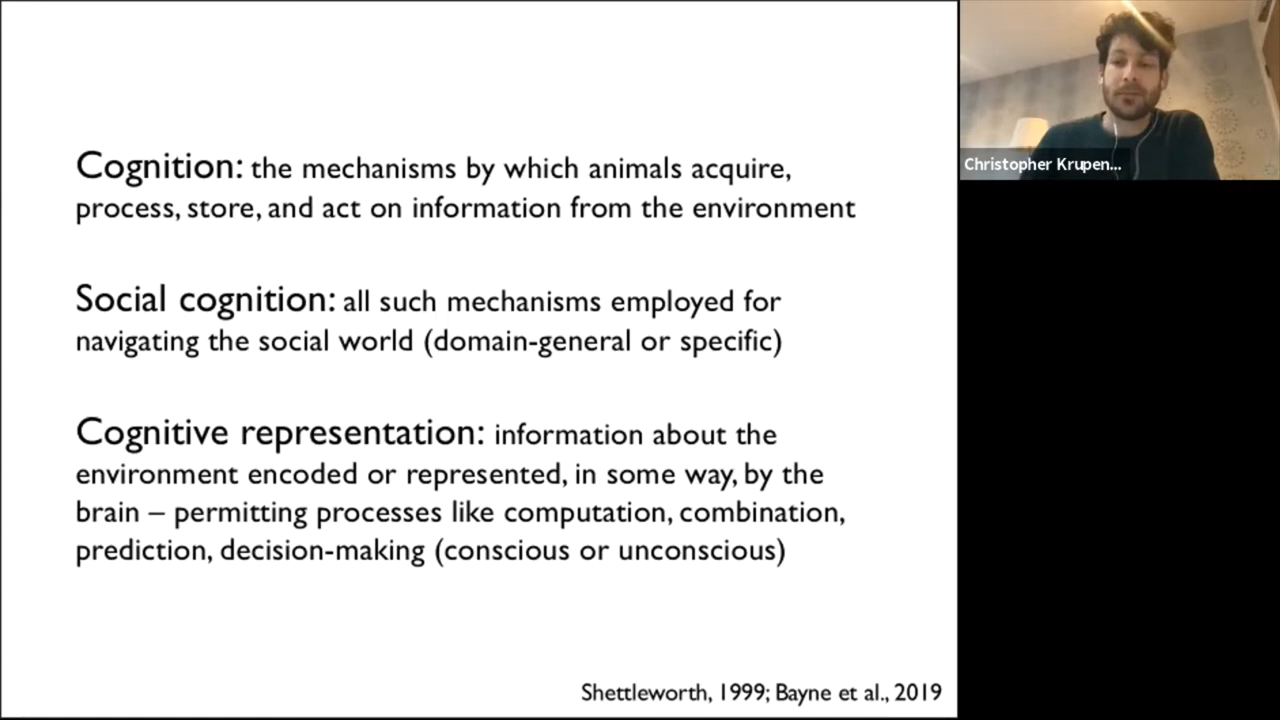 Cognition: the mechanisms by which animals acquire,
process, store, and act on information from the environment
Social cognition: all such mechanisms employed for
navigating the social world (domain-general or specific)
Cognitive representation: information about the
environment encoded or represented, in some way, by the
brain – permitting processes like computation, combination,
prediction, decision-making (conscious or unconscious)
Shettleworth, 1999; Bayne et al., 2019
Christopher Krupen...